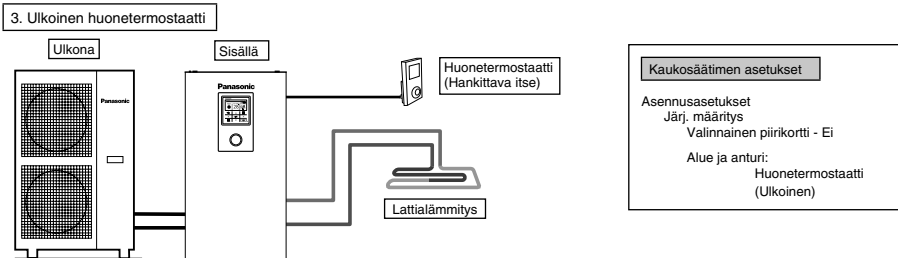 3. Ulkoinen huonetermostaatti
Ulkona
Sisällä
Panasonic
Panasonic
Huonetermostaatti
(Hankittava itse)
Lattialämmitys
Kaukosäätimen asetukset
Asennusasetukset
Järj. määritys
Valinnainen piirikortti - Ei
Alue ja anturi:
Huonetermostaatti
(Ulkoinen)